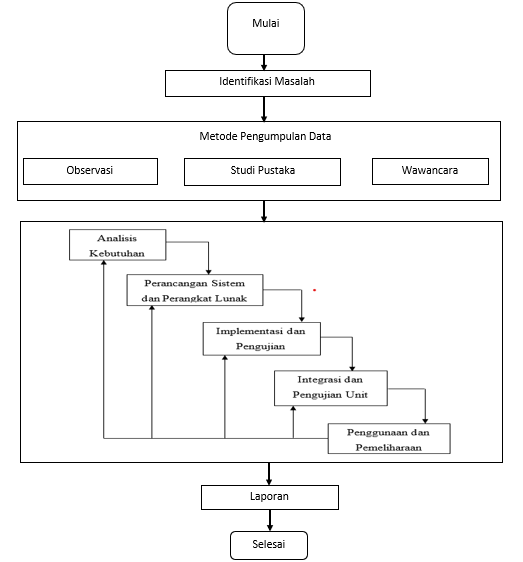 Mulai
Identifikasi Masalah
Metode Pengumpulan Data
Observasi
Studi Pustaka
Wawancara
Analisis
Kebutuhan
Perancangan Sistem
dan Perangkat Lunak
Implementasi dan
Pengujian
Integrasi dan
Pengujian Unit
Penggunaan dan
Pemeliharaan
Laporan
Selesai